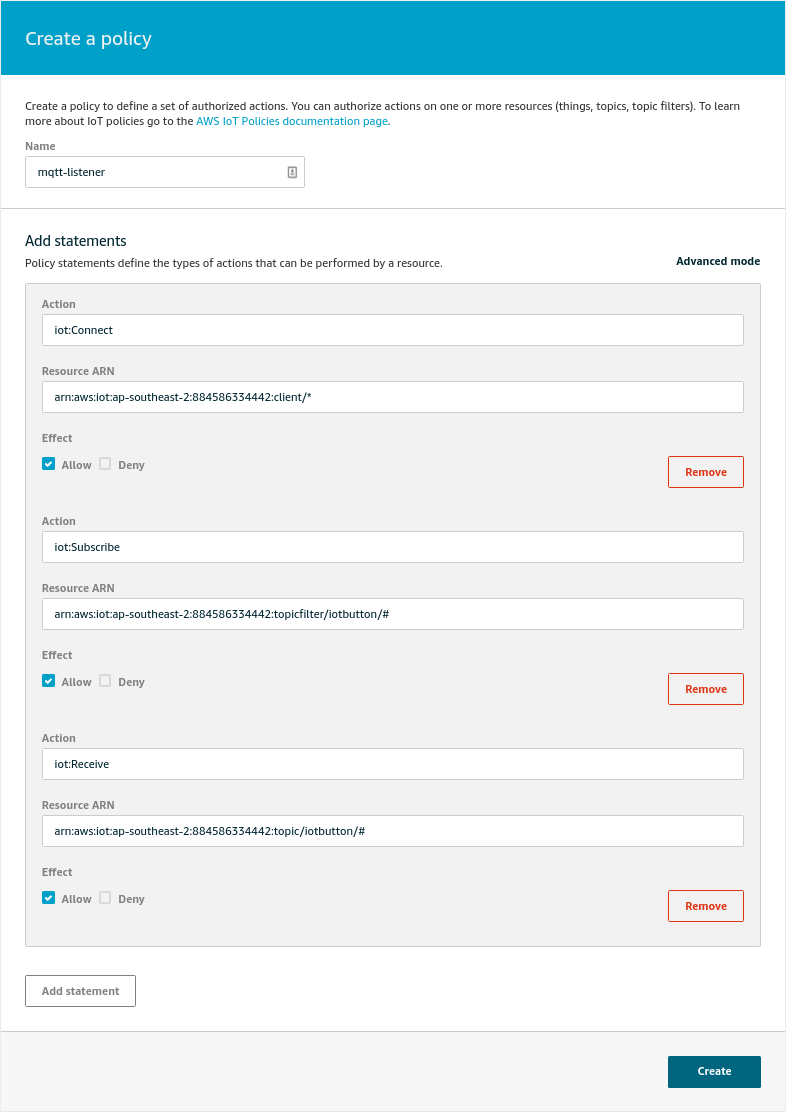 Create a policy
Create a policy to define a set of authorized actions. You can authorize actions on one or more resources (things, topics, topic filters). To learn
more about IoT policies go to the AWS IoT Policies documentation page.
Name
mqtt-listener
Add statements
Policy statements define the types of actions that can be performed by a resource.
Advanced mode
Action
iot:Connect
Resource ARN
arn:aws:iot:ap-southeast-2:884586334442:client/*
Effect
Allow Deny
Remove
Action
iot:Subscribe
Resource ARN
arn:aws:iot:ap-southeast-2:884586334442:topicfilter/iotbutton/#
Effect
Allow Deny
Remove
Action
iot:Receive
Resource ARN
arn:aws:iot:ap-southeast-2:884586334442:topic/iotbutton/#
Effect
Allow Deny
Remove
Add statement
Create